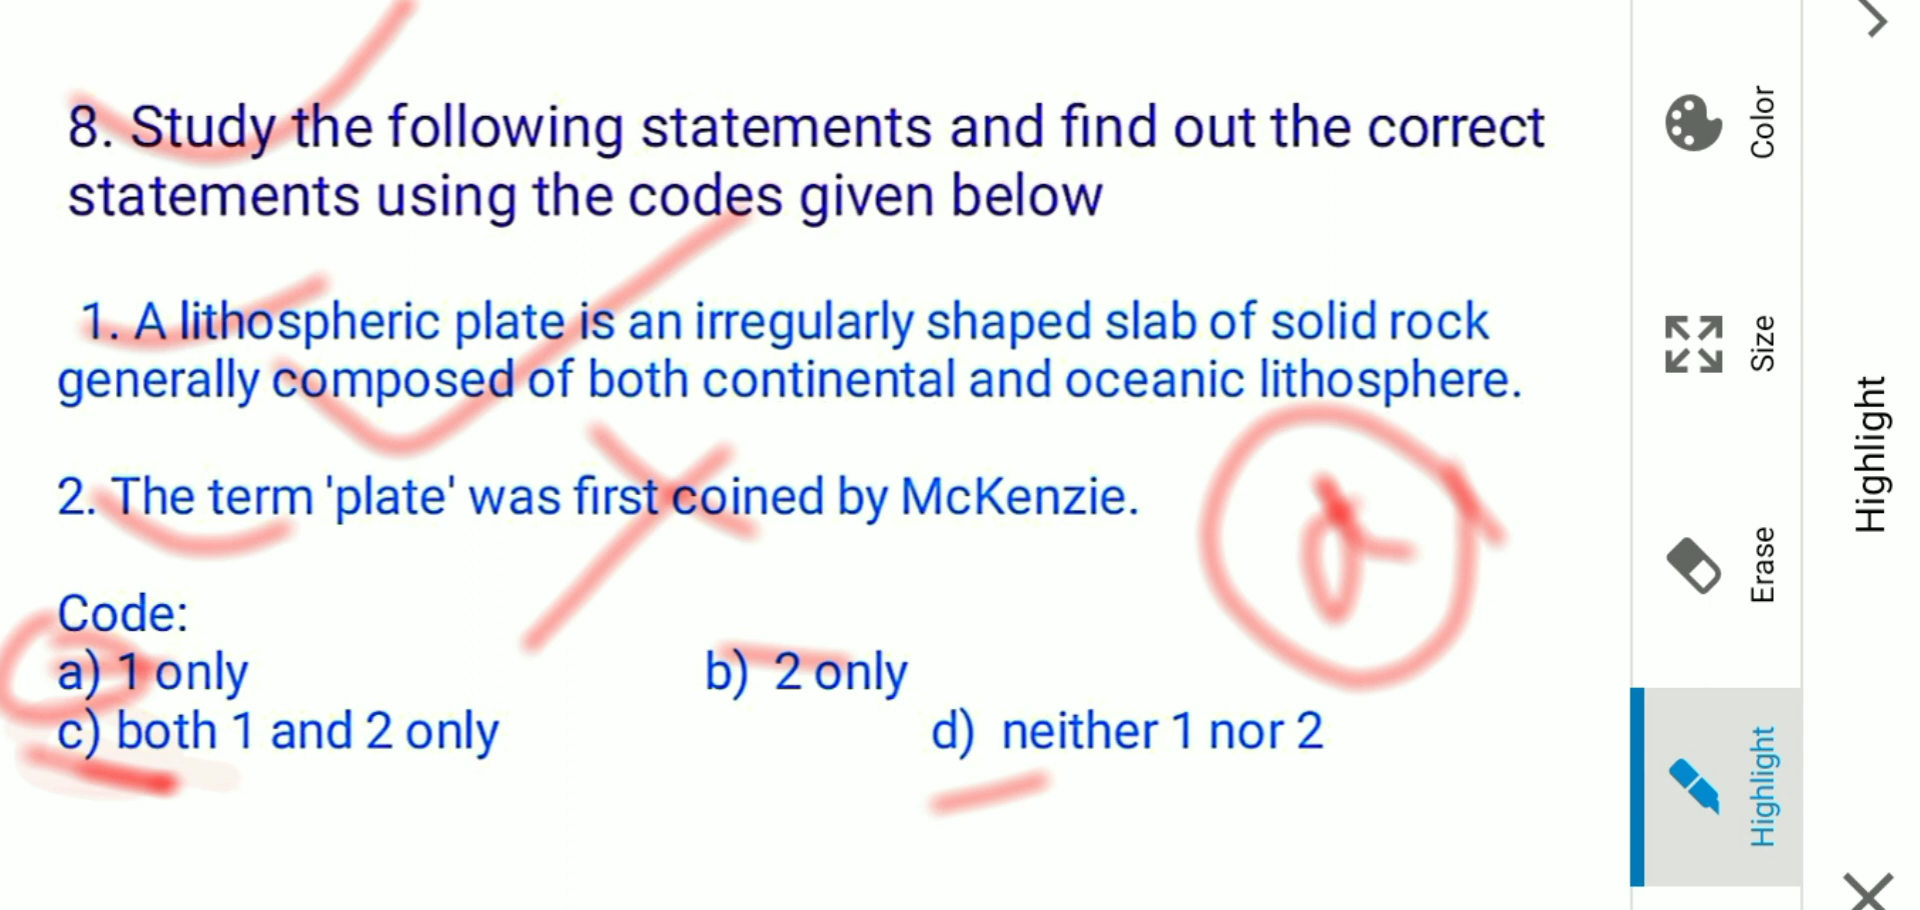 8. Study the following statements and find out the correct
statements using the codes given below
1. A lithospheric plate is an irregularly shaped slab of solid rock
generally composed of both continental and oceanic lithosphere.
2. The term 'plate' was first coined by McKenzie.
Code:
a) 1 only
b) 2 only
c) both 1 and 2 only
d) neither 1 nor 2
Color
Size
Erase
Highlight
Highlight